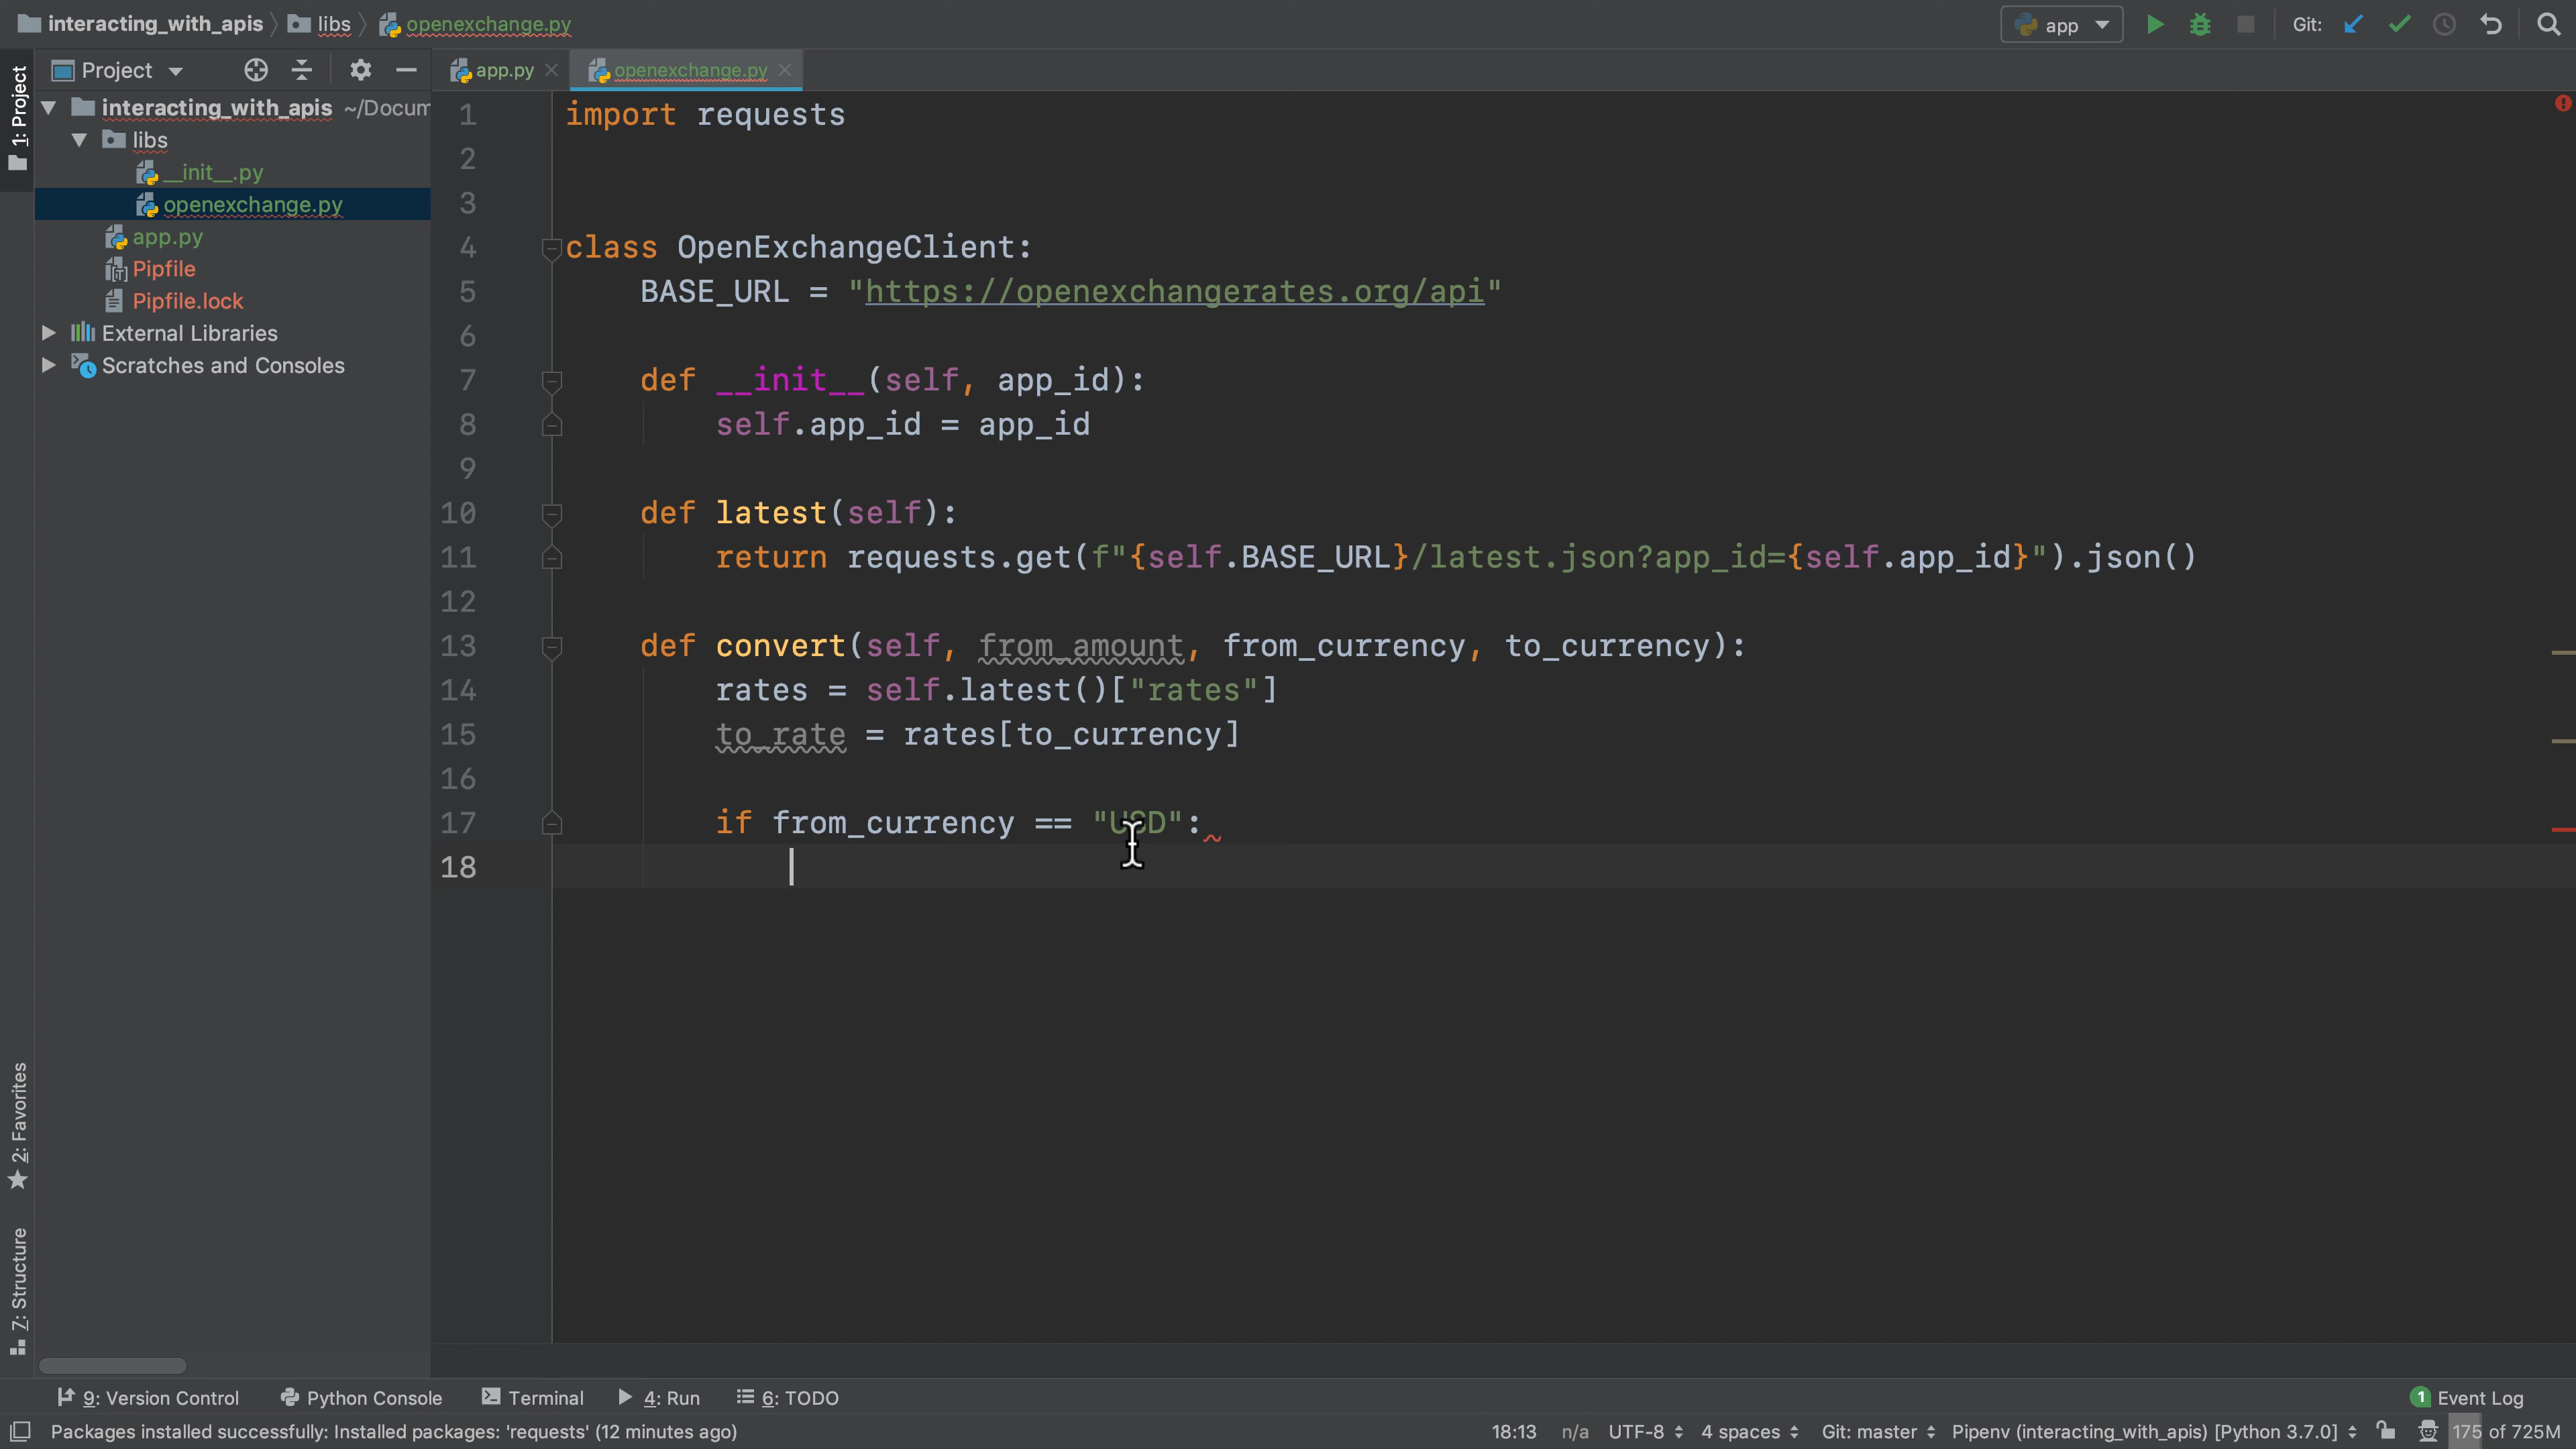 interacting_with_apis libs openexchange.py
app Git:
1: Project
Project
app.py openexchange.py
interacting_with_apis ~/Docum
libs
__init__.py
openexchange.py
app.py
Pipfile
Pipfile.lock
External Libraries
Scratches and Consoles
1 import requests
2
3
4 class OpenExchangeClient:
5 BASE_URL = "https://openexchangerates.org/api"
6
7 def __init__(self, app_id):
8 self.app_id = app_id
9
10 def latest(self):
11 return requests.get(f"{self.BASE_URL}/latest.json?app_id={self.app_id}").json()
12
13 def convert(self, from_amount, from_currency, to_currency):
14 rates = self.latest()["rates"]
15 to_rate = rates[to_currency]
16
17 if from_currency == "USD":
18
2: Favorites
7: Structure
9: Version Control Python Console Terminal 4: Run 6: TODO
1 Event Log
Packages installed successfully: Installed packages: 'requests' (12 minutes ago)
18:13 n/a UTF-8 4 spaces Git: master Pipenv (interacting_with_apis) [Python 3.7.0] 175 of 725M